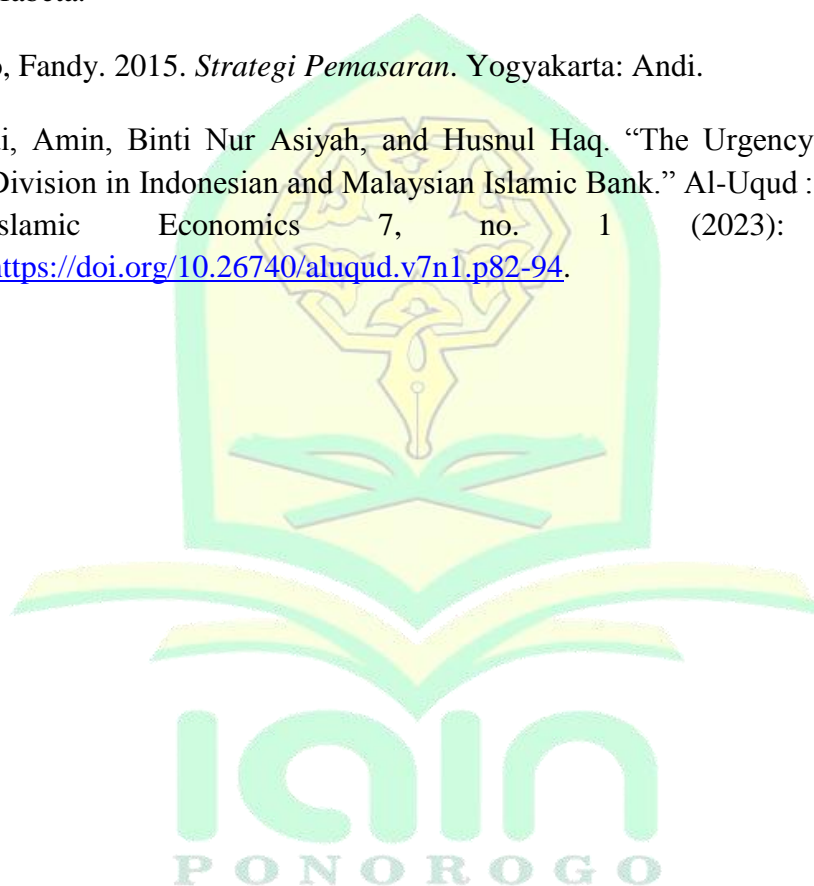 , Fandy. 2015. Strategi Pemasaran. Yogyakarta: Andi.
i, Amin, Binti Nur Asiyah, and Husnul Haq. “The Urgency
Division in Indonesian and Malaysian Islamic Bank.” Al-Uqud :
slamic Economics 7, no. 1 (2023):
https://doi.org/10.26740/aluqud.v7n1.p82-94.
iain
PONOROGO